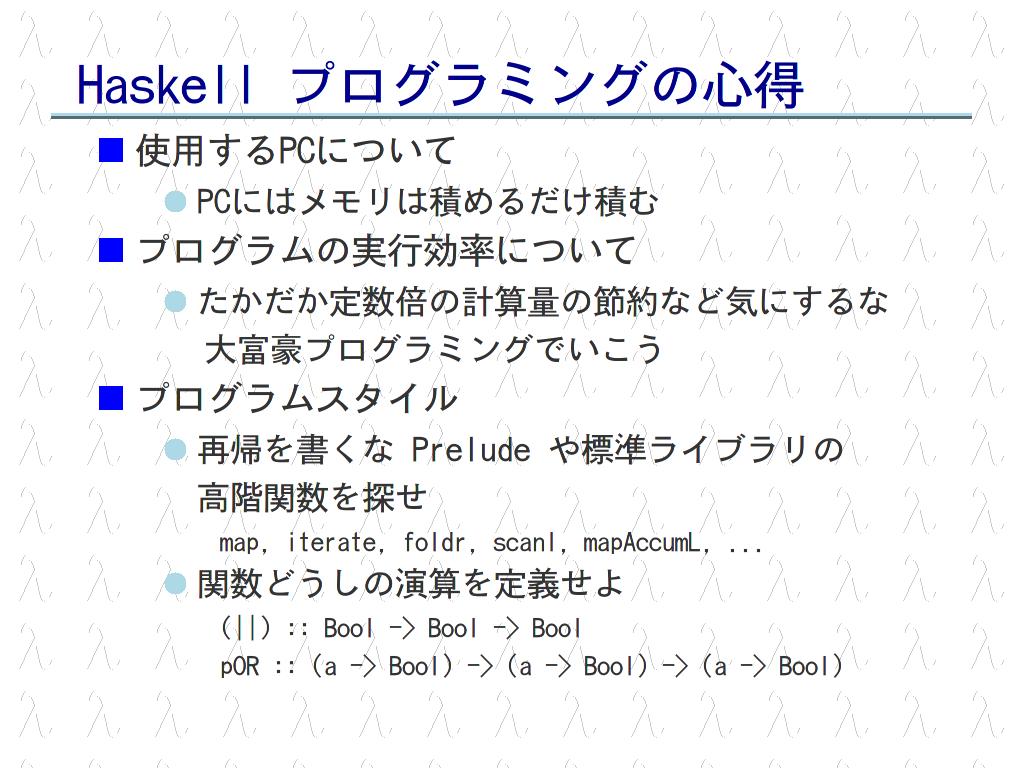 Haskell プログラミングの心得
使用するPCについて
PCにはメモリは積めるだけ積む
プログラムの実行効率について
たかだか定数倍の計算量の節約など気にするな
大富豪プログラミングでいこう
プログラムスタイル
再帰を書くな Prelude や標準ライブラリの
高階関数を探せ
map, iterate, foldr, scanl, mapAccumL, ...
関数どうしの演算を定義せよ
(||) :: Bool -> Bool -> Bool
pOR :: (a -> Bool) -> (a -> Bool) -> (a -> Bool)